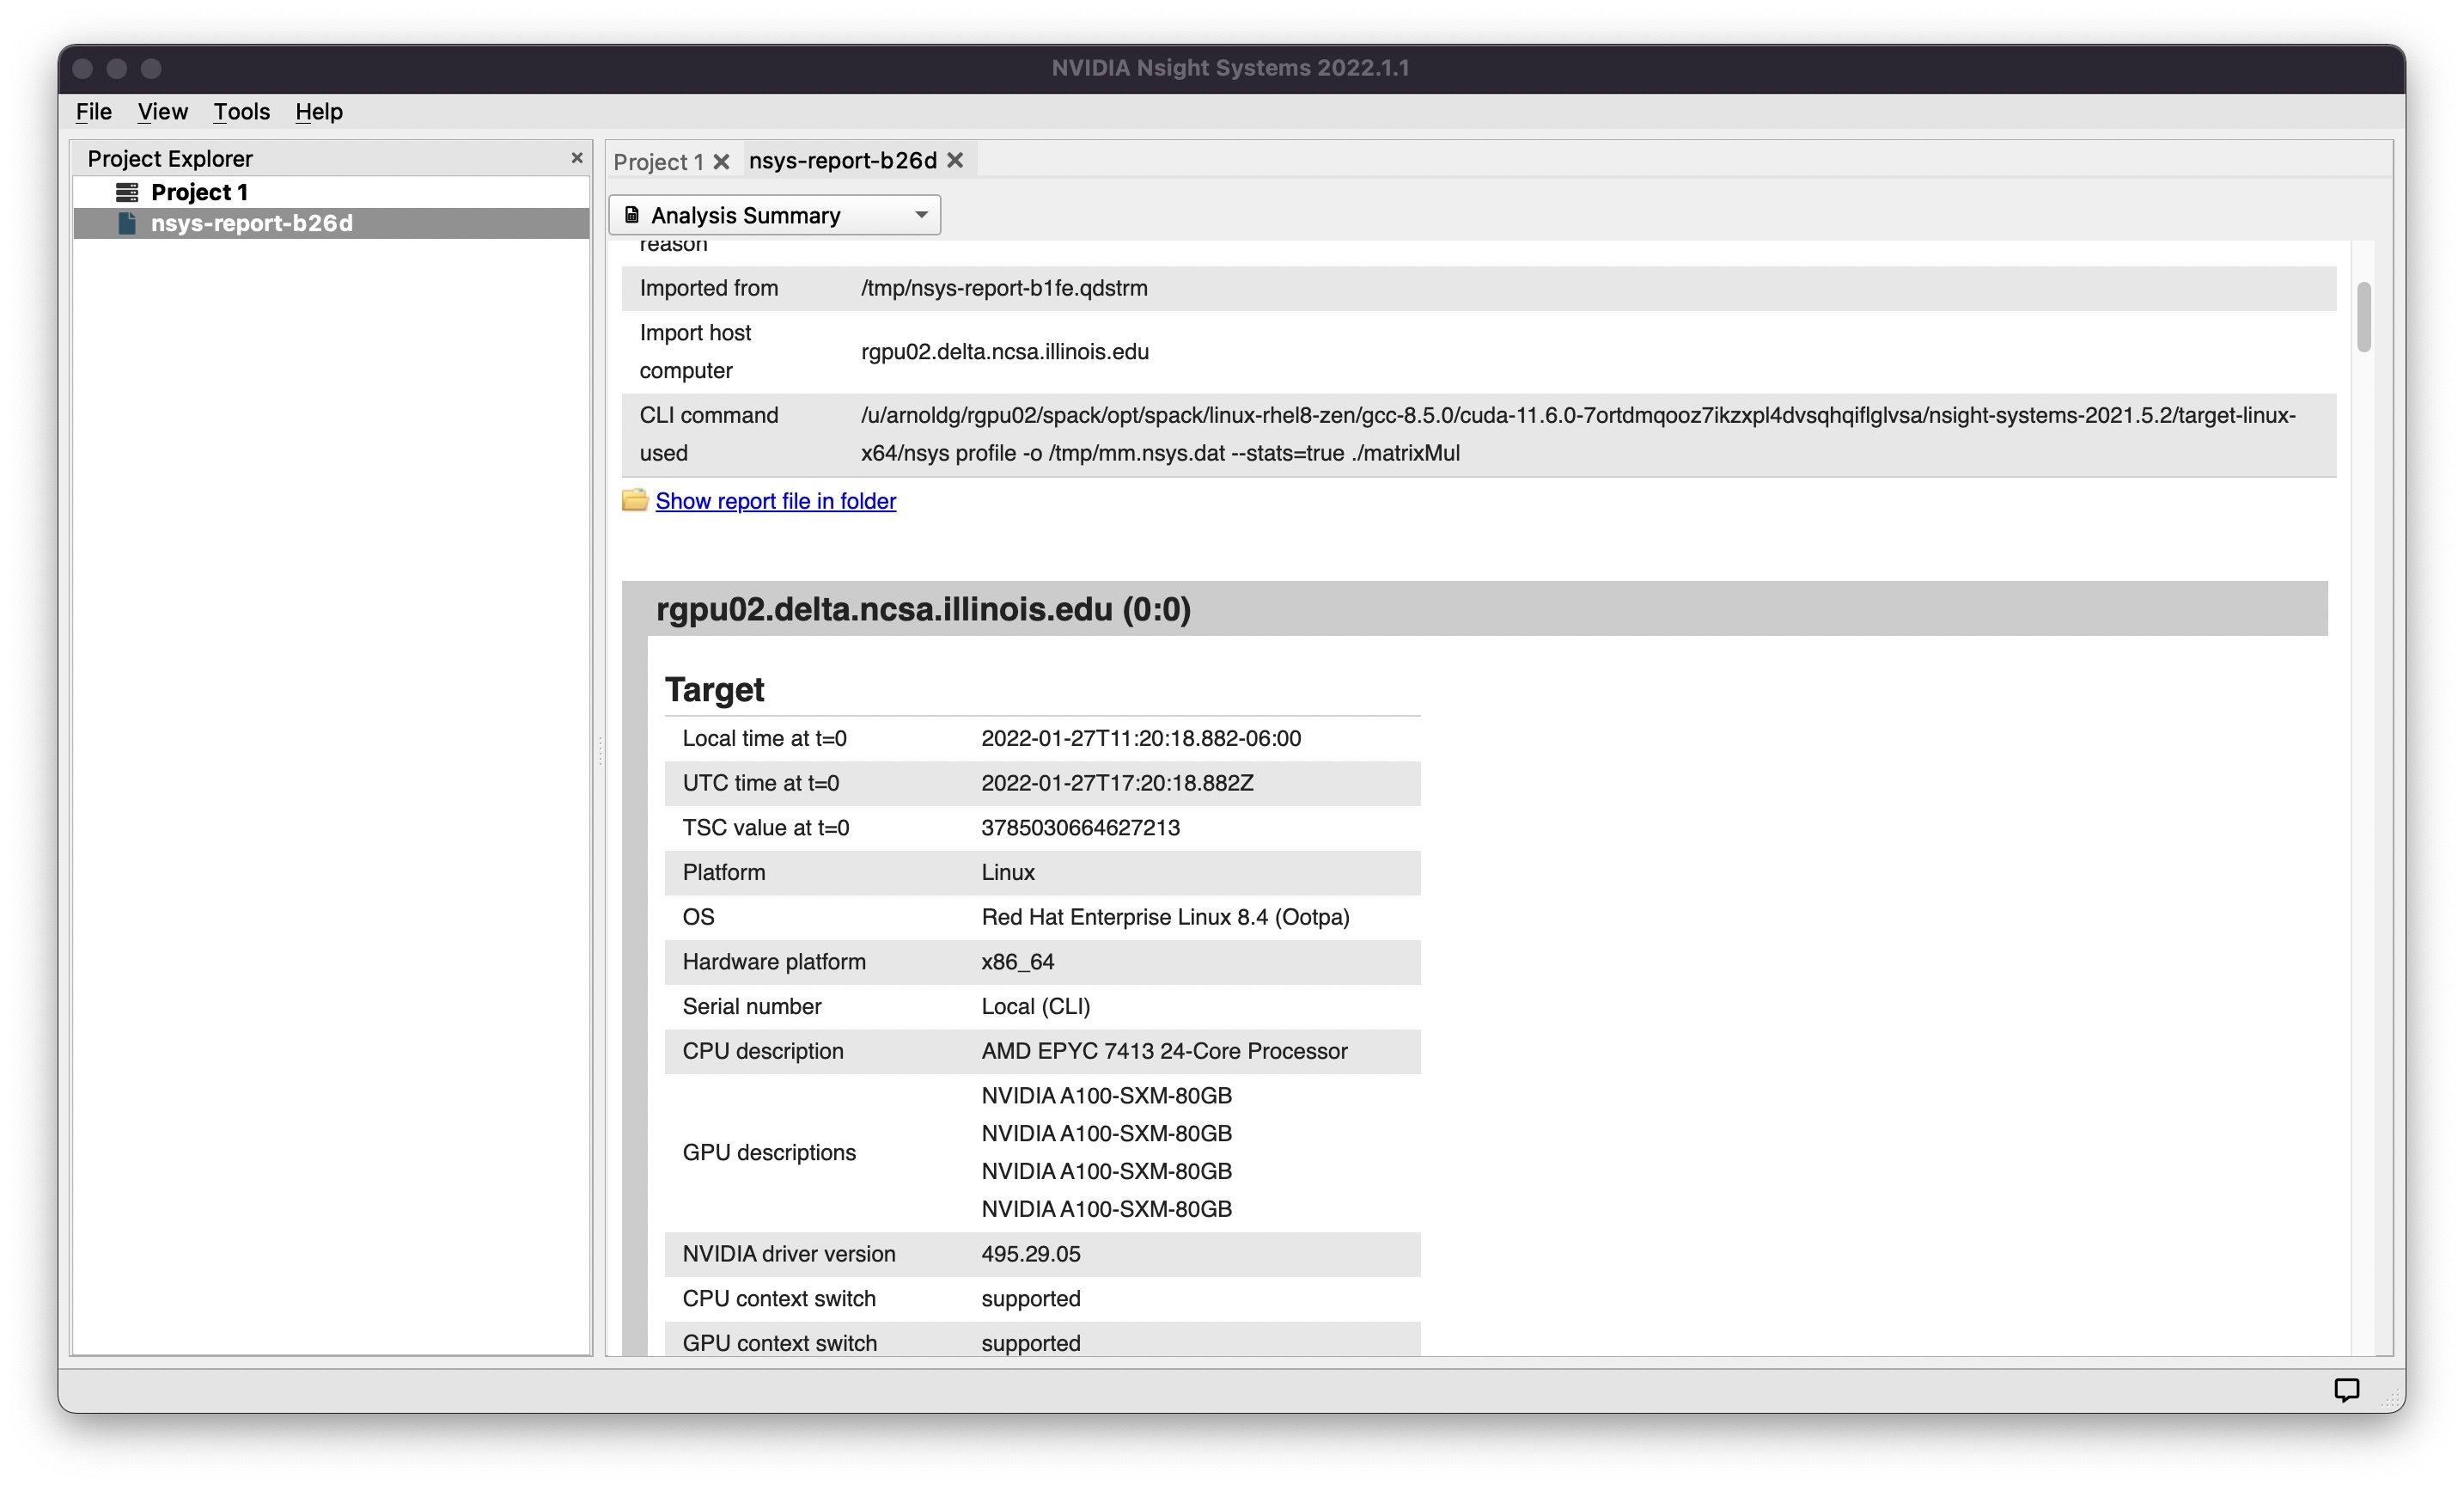 NVIDIA Nsight Systems 2022.1.1
File View Tools Help
Project Explorer
Project 1
nsys-report-b26d
Project 1 nsys-report-b26d
Analysis Summary
reason
Imported from /tmp/nsys-report-b1fe.qdstrm
Import host
computer
rgpu02.delta.ncsa.illinois.edu
CLI command
used
/u/arnoldg/rgpu02/spack/opt/spack/linux-rhel8-zen/gcc-8.5.0/cuda-11.6.0-7ortdmqooz7ikzxpl4dvsqhqiflglvsa/nsight-systems-2021.5.2/target-linux-
x64/nsys profile -o /tmp/mm.nsys.dat --stats=true ./matrixMul
Show report file in folder
rgpu02.delta.ncsa.illinois.edu (0:0)
Target
Local time at t=0 2022-01-27T11:20:18.882-06:00
UTC time at t=0 2022-01-27T17:20:18.882Z
TSC value at t=0 3785030664627213
Platform Linux
OS Red Hat Enterprise Linux 8.4 (Ootpa)
Hardware platform x86_64
Serial number Local (CLI)
CPU description AMD EPYC 7413 24-Core Processor
GPU descriptions
NVIDIA A100-SXM-80GB
NVIDIA A100-SXM-80GB
NVIDIA A100-SXM-80GB
NVIDIA A100-SXM-80GB
NVIDIA driver version 495.29.05
CPU context switch supported
GPU context switch supported